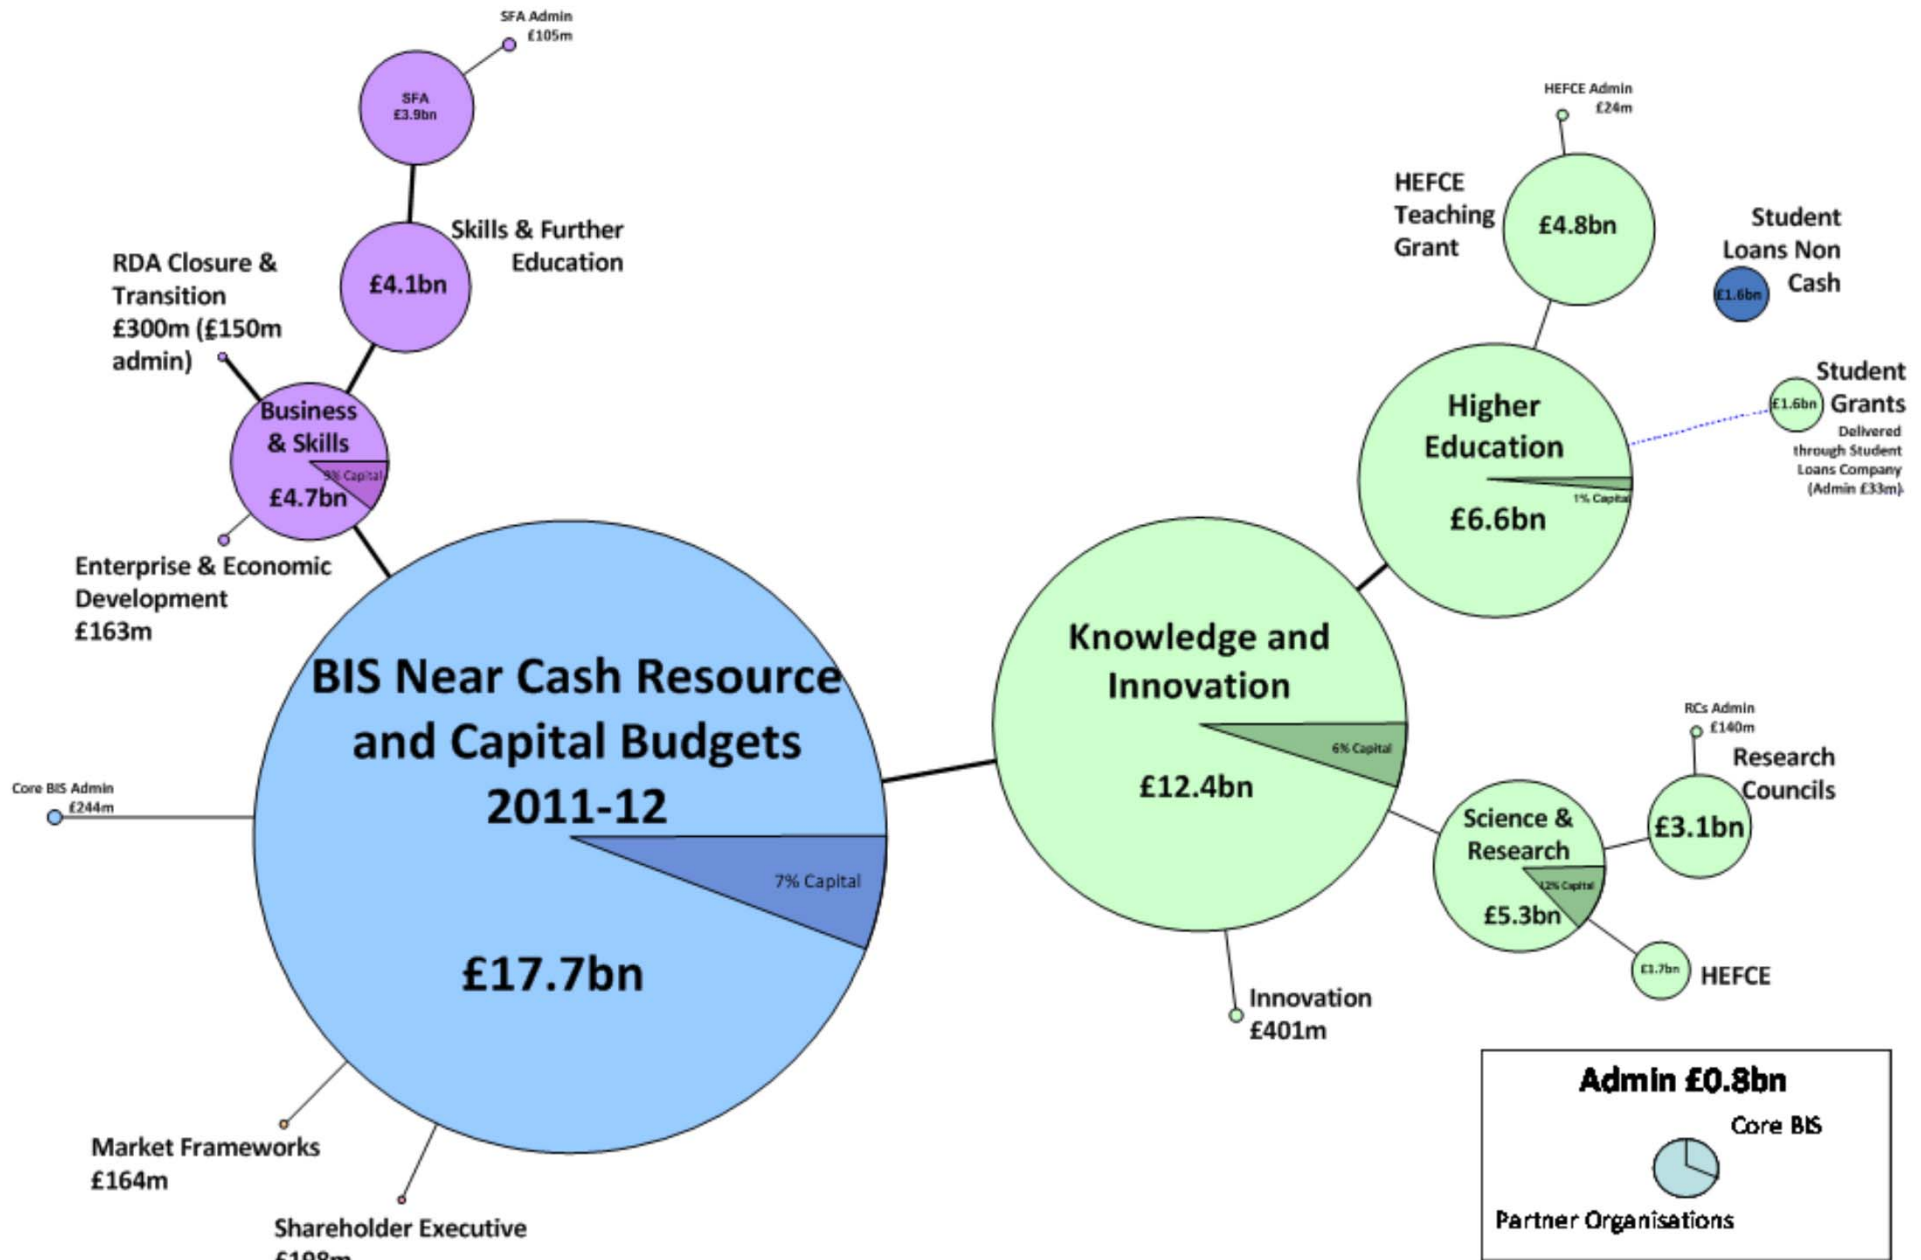 SFA Admin
£105m
SFA
£3.9bn
Skills & Further
Education
£4.1bn
RDA Closure &
Transition
£300m (£150m
admin)
Business
& Skills
9% Capital
£4.7bn
Enterprise & Economic
Development
£163m
BIS Near Cash Resource
and Capital Budgets
2011-12
7% Capital
£17.7bn
Core BIS Admin
£244m
Market Frameworks
£164m
Shareholder Executive
£198m
Knowledge and
Innovation
6% Capital
£12.4bn
Innovation
£401m
HEFCE Admin
£24m
HEFCE
Teaching
Grant
£4.8bn
Student
Loans Non
Cash
£1.6bn
Higher
Education
1% Capital
£6.6bn
Student
Grants
£1.6bn
Delivered
through Student
Loans Company
(Admin £33m).
RCs Admin
£140m
Research
Councils
£3.1bn
Science &
Research
12% Capital
£5.3bn
£1.7bn
HEFCE
Admin £0.8bn
Core BIS
Partner Organisations